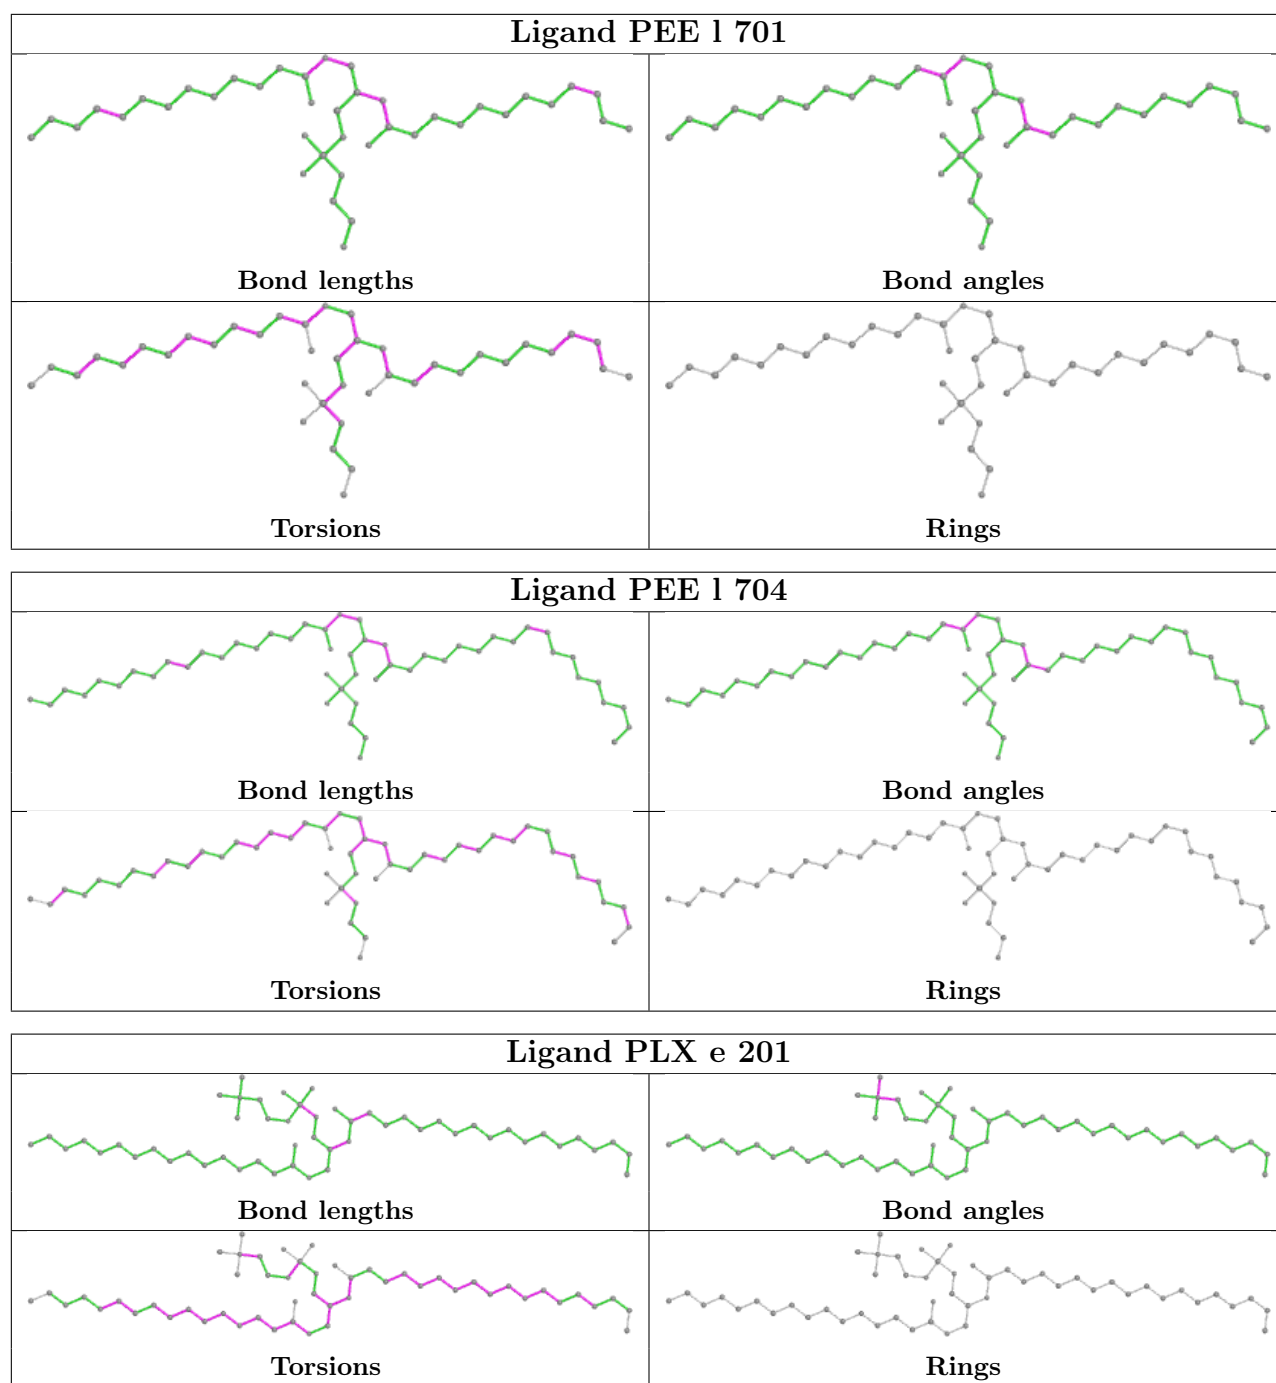 Ligand PEE l 701
Bond lengths
Bond angles
Torsions
Rings
Ligand PEE l 704
Bond lengths
Bond angles
Torsions
Rings
Ligand PLX e 201
Bond lengths
Bond angles
Torsions
Rings